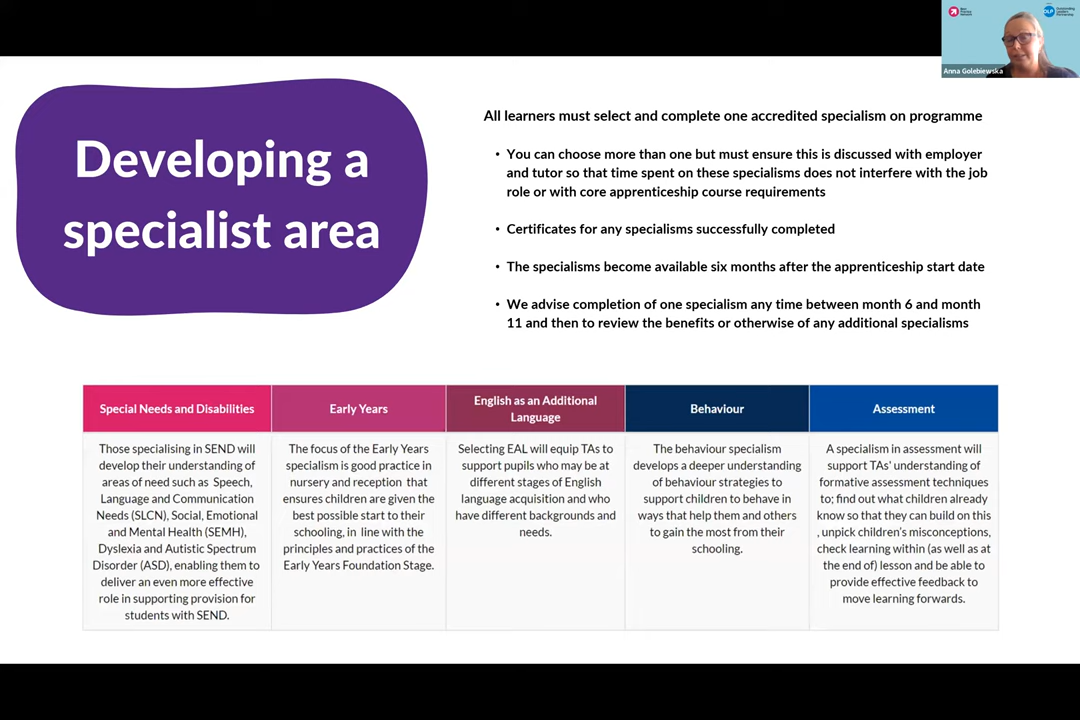 Best Practice Network
Outstanding Leaders Partnership
Anna Golebiewska
Developing a
specialist area
All learners must select and complete one accredited specialism on programme
• You can choose more than one but must ensure this is discussed with employer
and tutor so that time spent on these specialisms does not interfere with the job
role or with core apprenticeship course requirements
• Certificates for any specialisms successfully completed
• The specialisms become available six months after the apprenticeship start date
• We advise completion of one specialism any time between month 6 and month
11 and then to review the benefits or otherwise of any additional specialisms
Special Needs and Disabilities
Those specialising in SEND will
develop their understanding of
areas of need such as Speech,
Language and Communication
Needs (SLCN), Social, Emotional
and Mental Health (SEMH),
Dyslexia and Autistic Spectrum
Disorder (ASD), enabling them to
deliver an even more effective
role in supporting provision for
students with SEND.
Early Years
The focus of the Early Years
specialism is good practice in
nursery and reception that
ensures children are given the
best possible start to their
schooling, in line with the
principles and practices of the
Early Years Foundation Stage.
English as an Additional
Language
Selecting EAL will equip TAs to
support pupils who may be at
different stages of English
language acquisition and who
have different backgrounds and
needs.
Behaviour
The behaviour specialism
develops a deeper understanding
of behaviour strategies to
support children to behave in
ways that help them and others
to gain the most from their
schooling.
Assessment
A specialism in assessment will
support TAs' understanding of
formative assessment techniques
to; find out what children already
know so that they can build on this
, unpick children's misconceptions,
check learning within (as well as at
the end of) lesson and be able to
provide effective feedback to
move learning forwards.